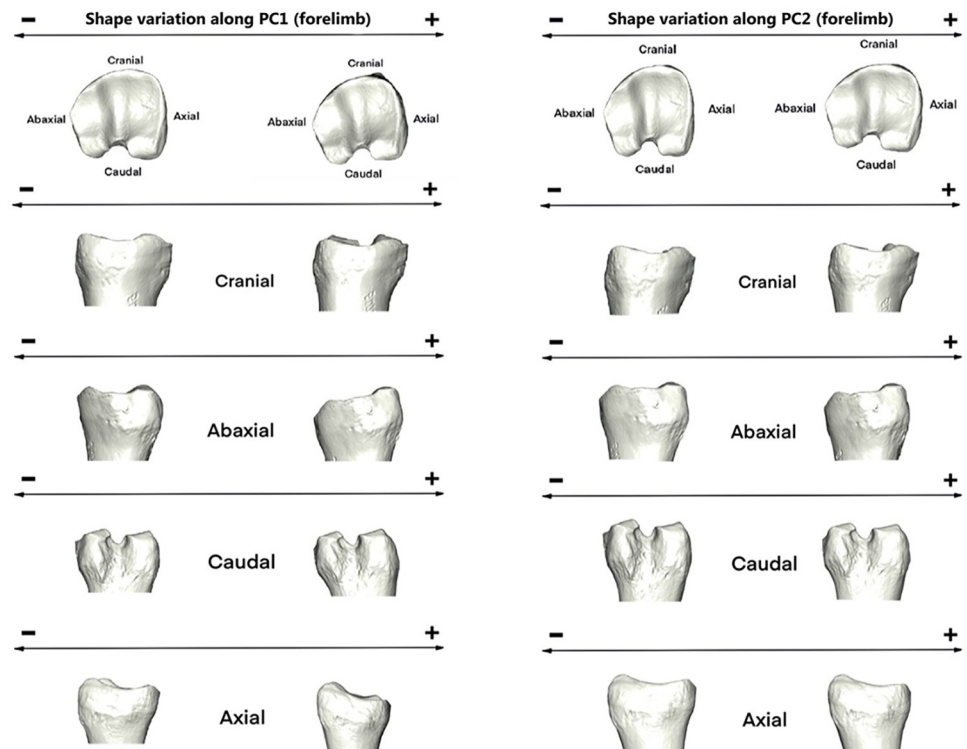 Shape variation along PC1 (forelimb)
− +
Cranial
Abaxial Axial
Caudal
Cranial
Abaxial Axial
Caudal
− +
Cranial
− +
Abaxial
− +
Caudal
− +
Axial
Shape variation along PC2 (forelimb)
− +
Cranial
Abaxial Axial
Caudal
Cranial
Abaxial Axial
Caudal
− +
Cranial
− +
Abaxial
− +
Caudal
− +
Axial